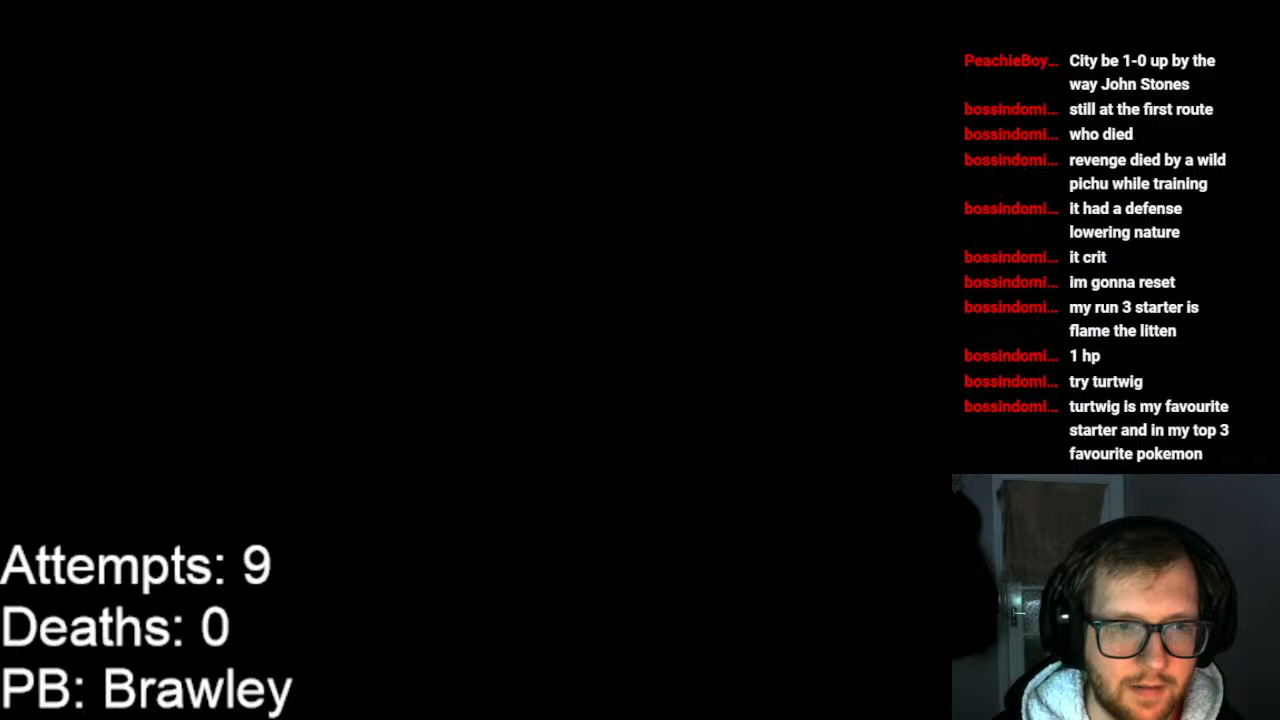 PeachieBoy... City be 1-0 up by the
way John Stones
bossindomi... still at the first route
bossindomi... who died
bossindomi... revenge died by a wild
pichu while training
bossindomi... it had a defense
lowering nature
bossindomi... it crit
bossindomi... im gonna reset
bossindomi... my run 3 starter is
flame the litten
bossindomi... 1 hp
bossindomi... try turtwig
bossindomi... turtwig is my favourite
starter and in my top 3
favourite pokemon
Attempts: 9
Deaths: 0
PB: Brawley